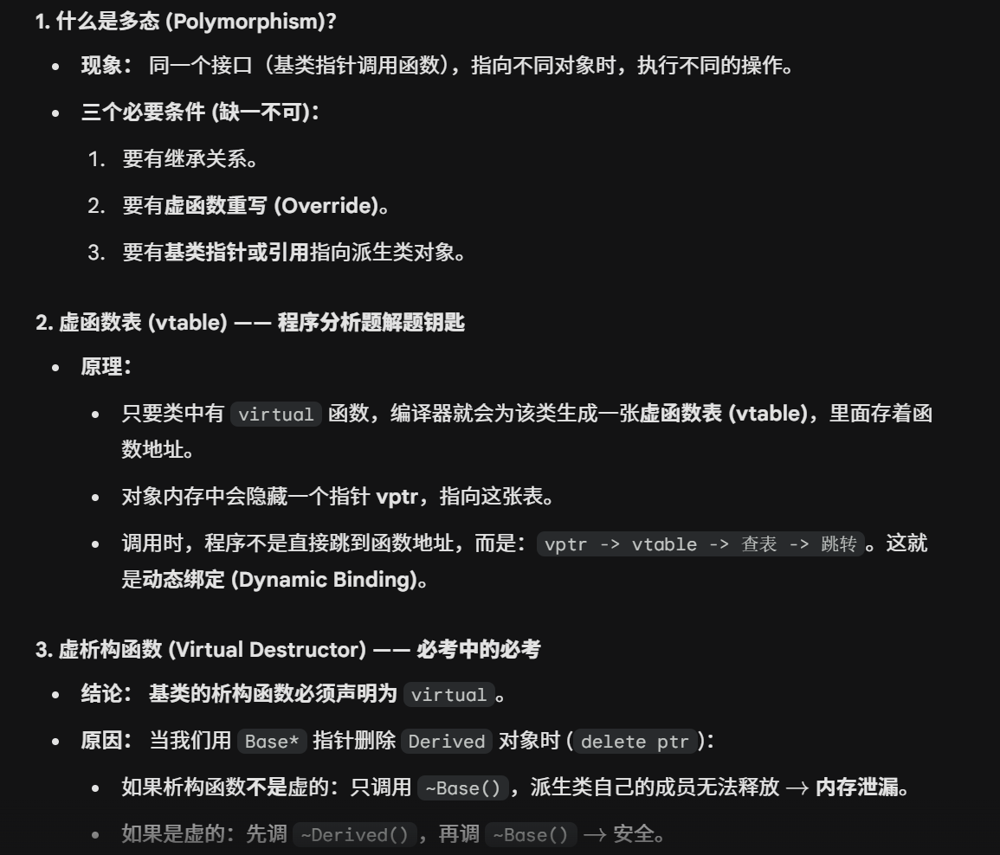 1. 什么是多态 (Polymorphism)?
• 现象： 同一个接口（基类指针调用函数），指向不同对象时，执行不同的操作。
• 三个必要条件 (缺一不可)：
1. 要有继承关系。
2. 要有虚函数重写 (Override)。
3. 要有基类指针或引用指向派生类对象。
2. 虚函数表 (vtable) —— 程序分析题解题钥匙
• 原理：
• 只要类中有 virtual 函数，编译器就会为该类生成一张虚函数表 (vtable)，里面存着函
数地址。
• 对象内存中会隐藏一个指针 vptr，指向这张表。
• 调用时，程序不是直接跳到函数地址，而是：vptr -> vtable -> 查表 -> 跳转。这就
是动态绑定 (Dynamic Binding)。
3. 虚析构函数 (Virtual Destructor) —— 必考中的必考
• 结论： 基类的析构函数必须声明为 virtual。
• 原因： 当我们用 Base* 指针删除 Derived 对象时 (delete ptr)：
• 如果析构函数不是虚的：只调用 ~Base()，派生类自己的成员无法释放 → 内存泄漏。
• 如果是虚的：先调 ~Derived()，再调 ~Base() → 安全。